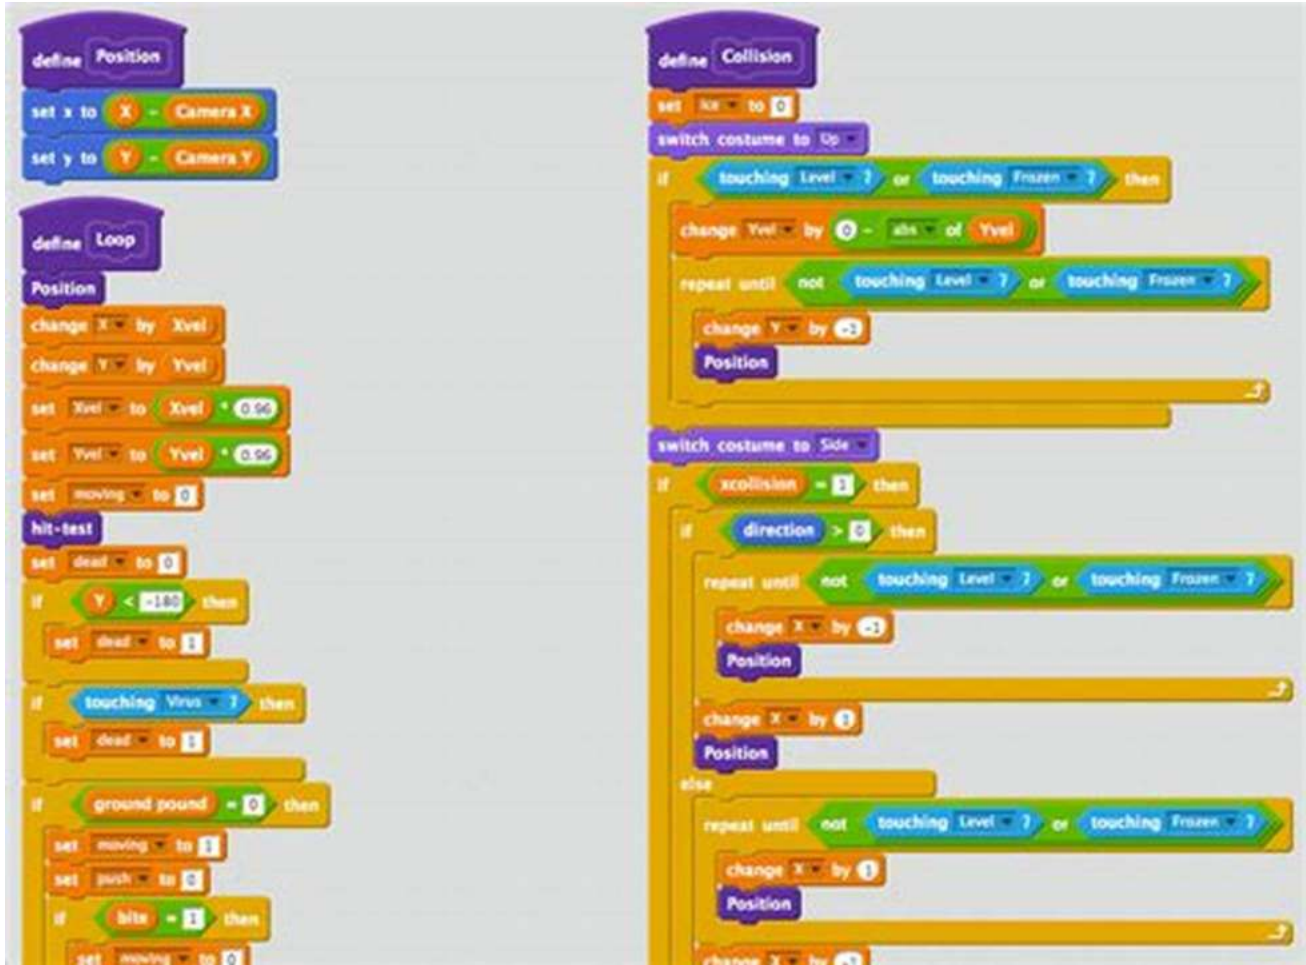 define Position
set x to X - Camera X
set y to Y - Camera Y
define Loop
Position
change X by Xvel
change Y by Yvel
set Xvel to Xvel * 0.96
set Yvel to Yvel * 0.96
set moving to 0
hit-test
set dead to 0
if Y < -180 then
set dead to 1
if touching Virus ? then
set dead to 1
if ground pound = 0 then
set moving to 1
set push to 0
if bite = 1 then
set moving to 0
define Collision
set Ice to 0
switch costume to Up
if touching Level ? or touching Frozen ? then
change Yvel by 0 - abs of Yvel
repeat until not touching Level ? or touching Frozen ?
change Y by -1
Position
switch costume to Side
if xcollision = 1 then
if direction > 0 then
repeat until not touching Level ? or touching Frozen ?
change X by -1
Position
change X by 1
Position
else
repeat until not touching Level ? or touching Frozen ?
change X by 1
Position
change X by -1